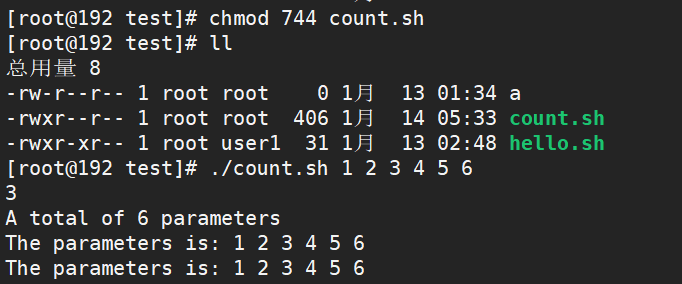 [root@192 test]# chmod 744 count.sh
[root@192 test]# ll
总用量 8
-rw-r--r-- 1 root root    0 1月  13 01:34 a
-rwxr--r-- 1 root root  406 1月  14 05:33 count.sh
-rwxr-xr-- 1 root user1  31 1月  13 02:48 hello.sh
[root@192 test]# ./count.sh 1 2 3 4 5 6
3
A total of 6 parameters
The parameters is: 1 2 3 4 5 6
The parameters is: 1 2 3 4 5 6